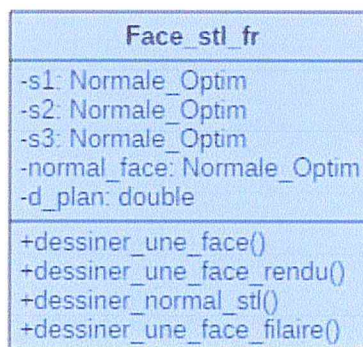 Face_stl_fr
-s1: Normale_Optim
-s2: Normale_Optim
-s3: Normale_Optim
-normal_face: Normale_Optim
-d_plan: double
+dessiner_une_face()
+dessiner_une_face_rendu()
+dessiner_normal_stl()
+dessiner_une_face_filaire()